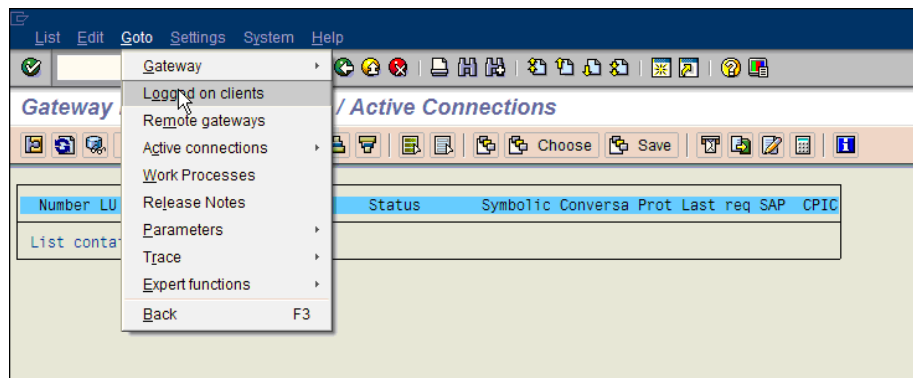 List Edit Goto Settings System Help
Gateway
Gateway / Active Connections
Logged on clients
Remote gateways
Active connections
Choose Save
Work Processes
Number LU Status Symbolic Conversa Prot Last req SAP CPIC
Release Notes
Parameters
List conta
Trace
Expert functions
Back F3